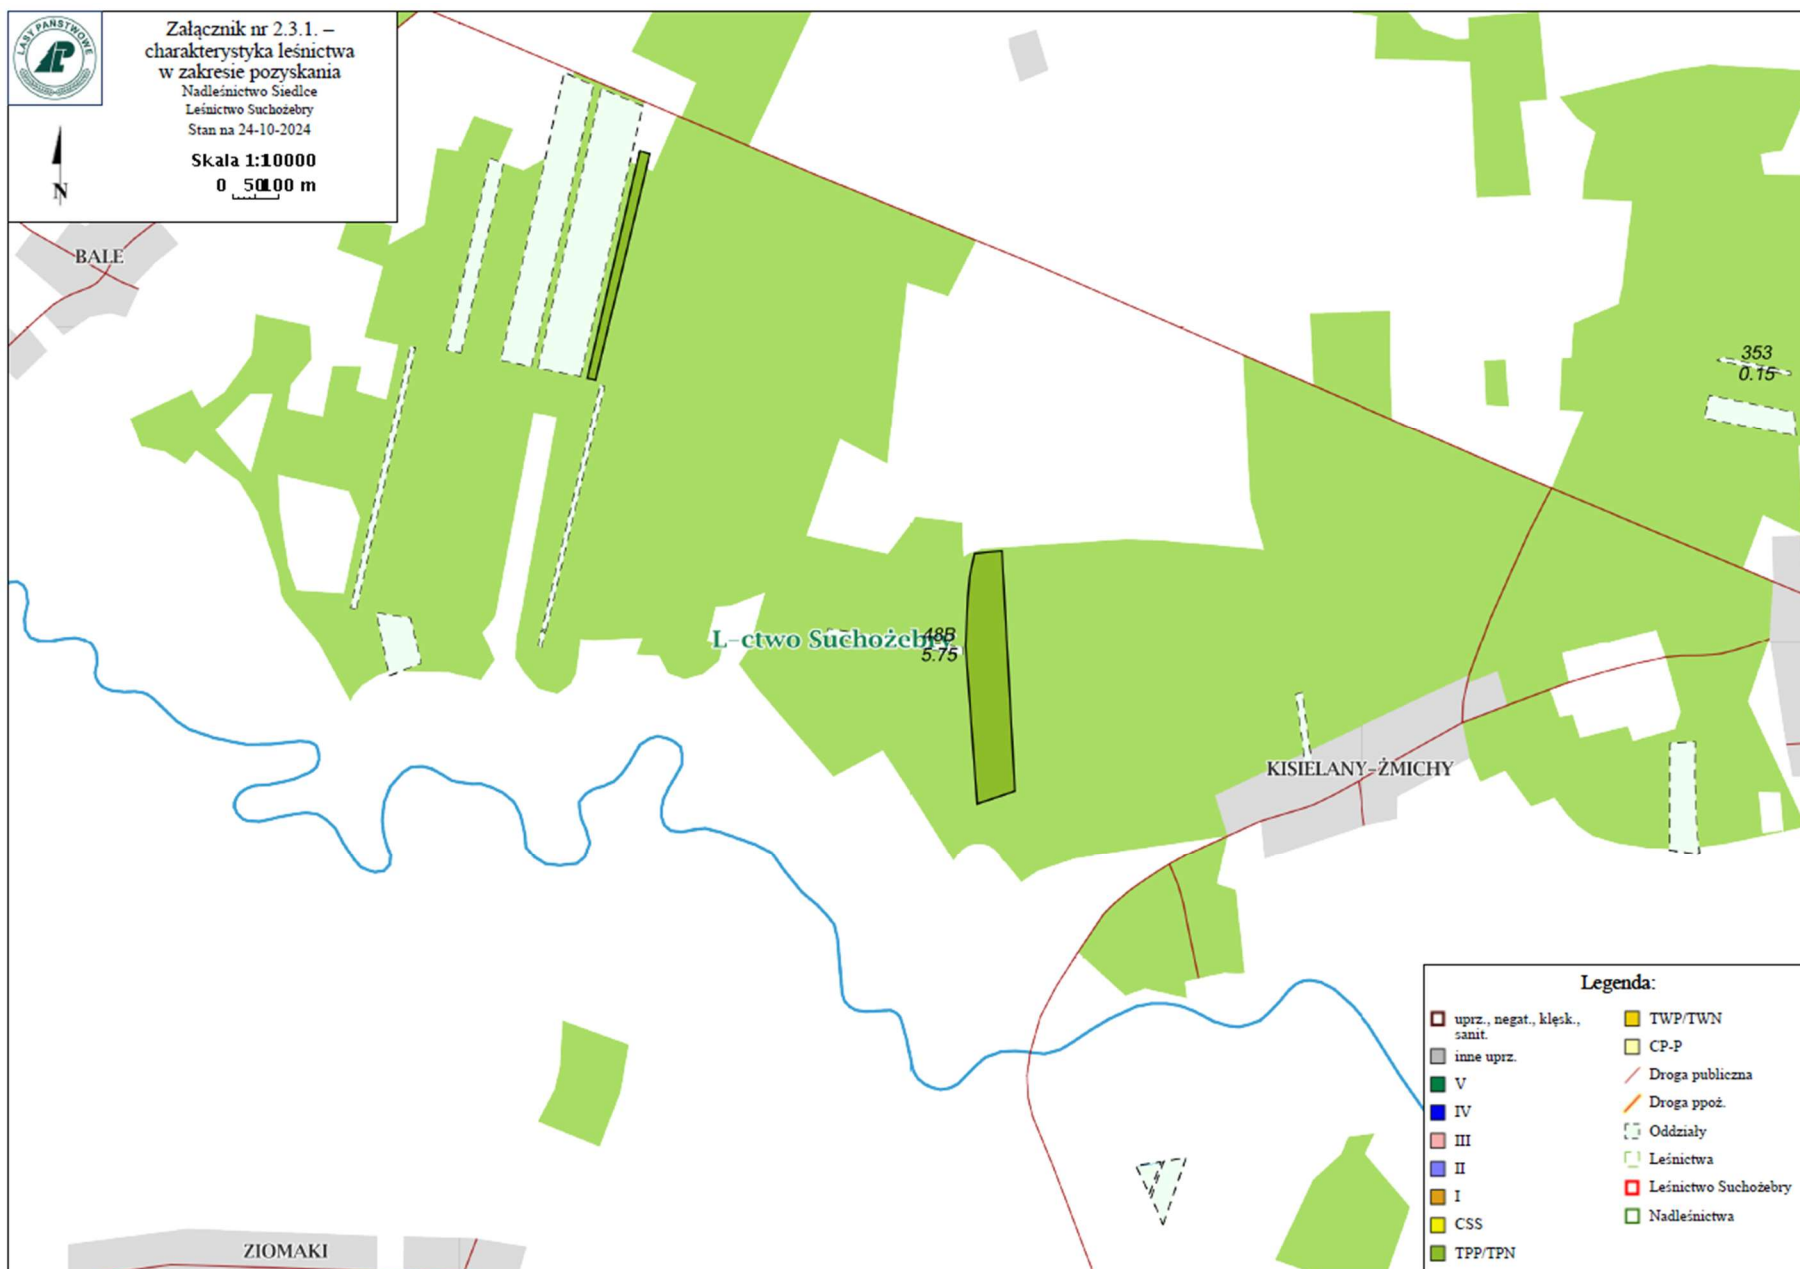 LASY PAŃSTWOWE
Załącznik nr 2.3.1. –
charakterystyka leśnictwa
w zakresie pozyskania
Nadleśnictwo Siedlce
Leśnictwo Suchożebry
Stan na 24-10-2024
Skala 1:10000
0 50 100 m
N
BALE
353
0.15
L-ctwo Suchożebry
48B
5.75
KISIELANY-ŻMICHY
ZIOMAKI
Legenda:
uprz., negat., klęsk.,
sanit.
inne uprz.
V
IV
III
II
I
CSS
TPP/TPN
TWP/TWN
CP-P
Droga publiczna
Droga ppoż.
Oddziały
Leśnictwa
Leśnictwo Suchożebry
Nadleśnictwa